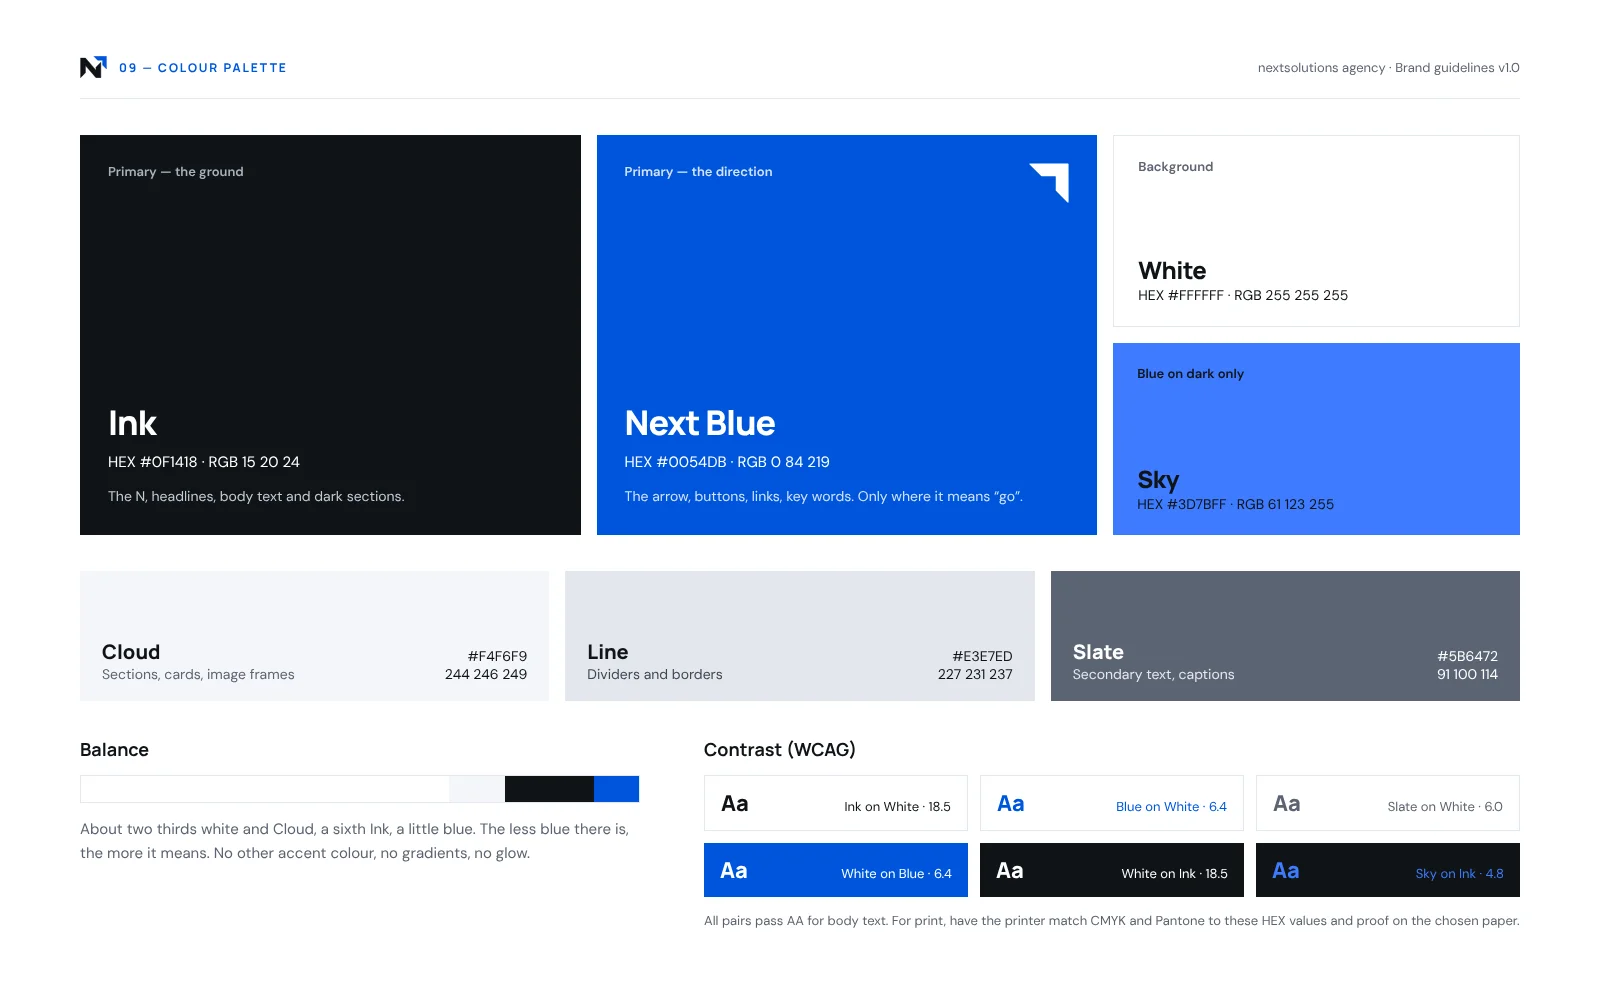 09 — COLOUR PALETTE
nextsolutions agency · Brand guidelines v1.0
Primary — the ground
Ink
HEX #0F1418 · RGB 15 20 24
The N, headlines, body text and dark sections.
Primary — the direction
Next Blue
HEX #0054DB · RGB 0 84 219
The arrow, buttons, links, key words. Only where it means “go”.
Background
White
HEX #FFFFFF · RGB 255 255 255
Blue on dark only
Sky
HEX #3D7BFF · RGB 61 123 255
Cloud
Sections, cards, image frames
#F4F6F9
244 246 249
Line
Dividers and borders
#E3E7ED
227 231 237
Slate
Secondary text, captions
#5B6472
91 100 114
Balance
About two thirds white and Cloud, a sixth Ink, a little blue. The less blue there is,
the more it means. No other accent colour, no gradients, no glow.
Contrast (WCAG)
Aa
Ink on White · 18.5
Aa
Blue on White · 6.4
Aa
Slate on White · 6.0
Aa
White on Blue · 6.4
Aa
White on Ink · 18.5
Aa
Sky on Ink · 4.8
All pairs pass AA for body text. For print, have the printer match CMYK and Pantone to these HEX values and proof on the chosen paper.